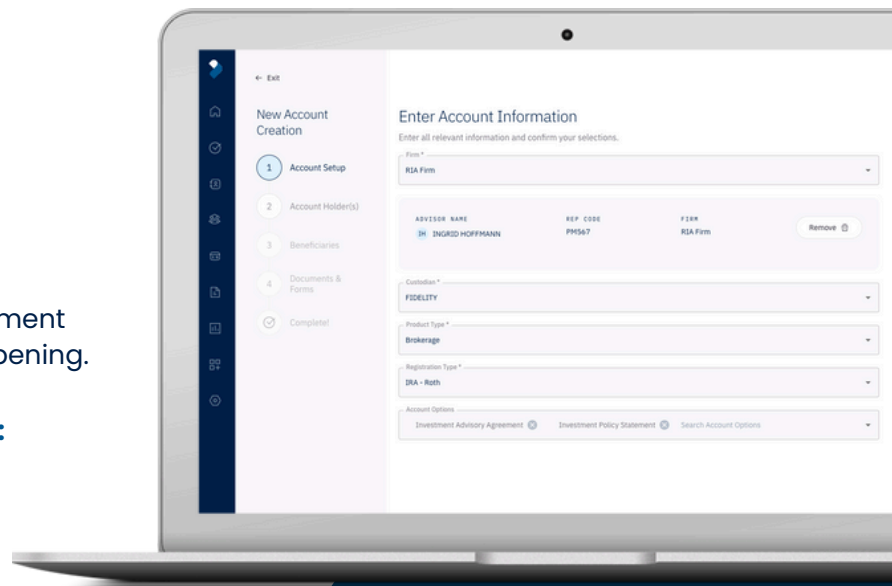 ment
pening.
:
← Exit
New Account
Creation
1 Account Setup
2 Account Holder(s)
3 Beneficiaries
4 Documents &
Forms
Complete!
Enter Account Information
Enter all relevant information and confirm your selections.
Firm *
RIA Firm
ADVISOR NAME REP CODE FIRM
IH INGRID HOFFMANN PM567 RIA Firm
Remove
Custodian *
FIDELITY
Product Type *
Brokerage
Registration Type *
IRA - Roth
Account Options
Investment Advisory Agreement Investment Policy Statement Search Account Options